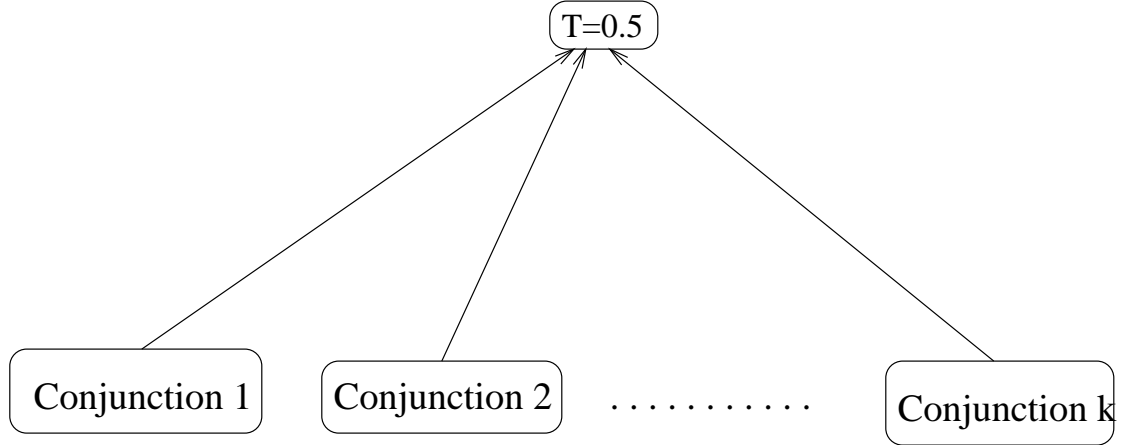 T=0.5
Conjunction 1
Conjunction 2
. . . . . . . . . . .
Conjunction k